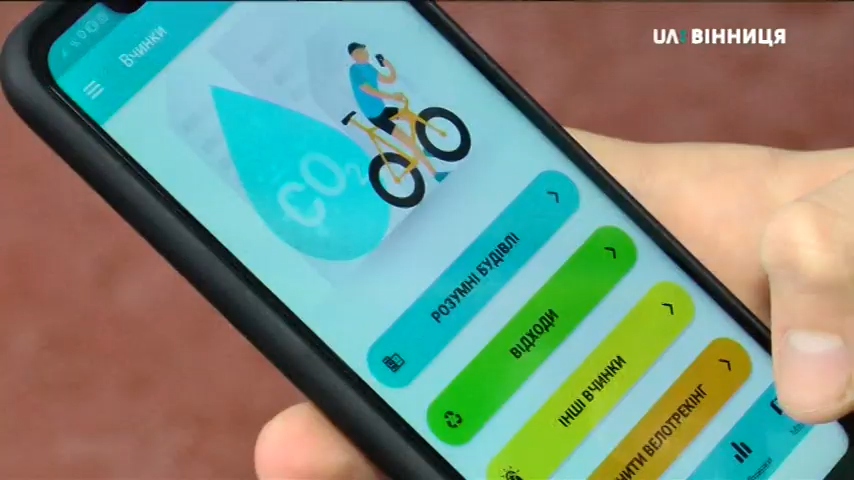 UA: ВІННИЦЯ
Вчинки
CO₂
РОЗУМНІ БУДІВЛІ
ВІДХОДИ
ІНШІ ВЧИНКИ
ВЕЛОТРЕКІНГ